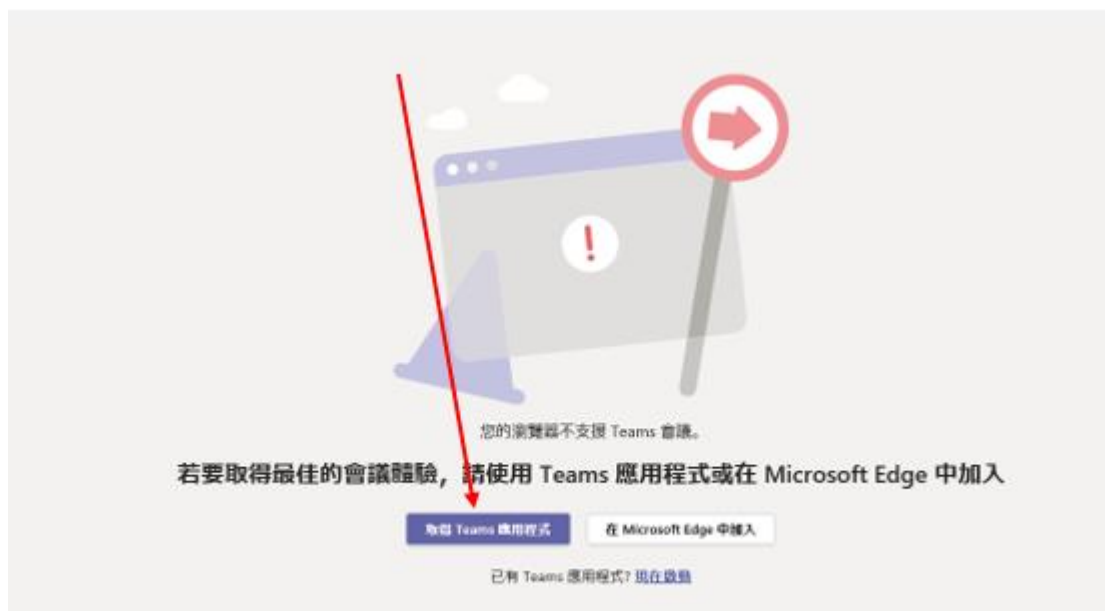 您的瀏覽器不支援 Teams 會議。
若要取得最佳的會議體驗，請使用 Teams 應用程式或在 Microsoft Edge 中加入
取得 Teams 應用程式
在 Microsoft Edge 中加入
已有 Teams 應用程式? 現在啟動